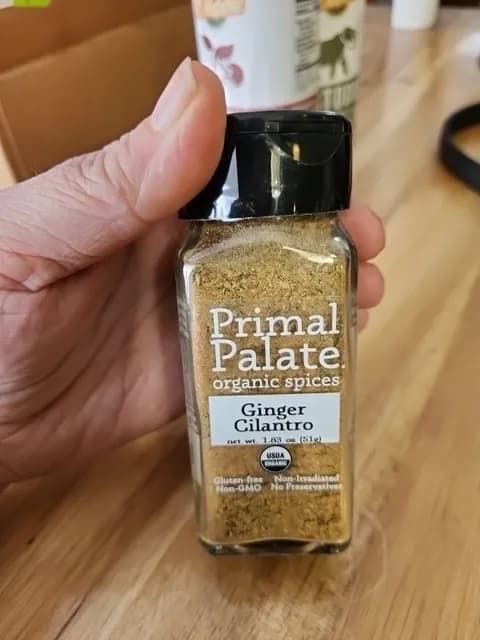 Primal
Palate.
organic spices
Ginger
Cilantro
net wt. 1.83 oz (51g)
USDA
ORGANIC
Gluten-free Non-Irradiated
Non-GMO No Preservatives